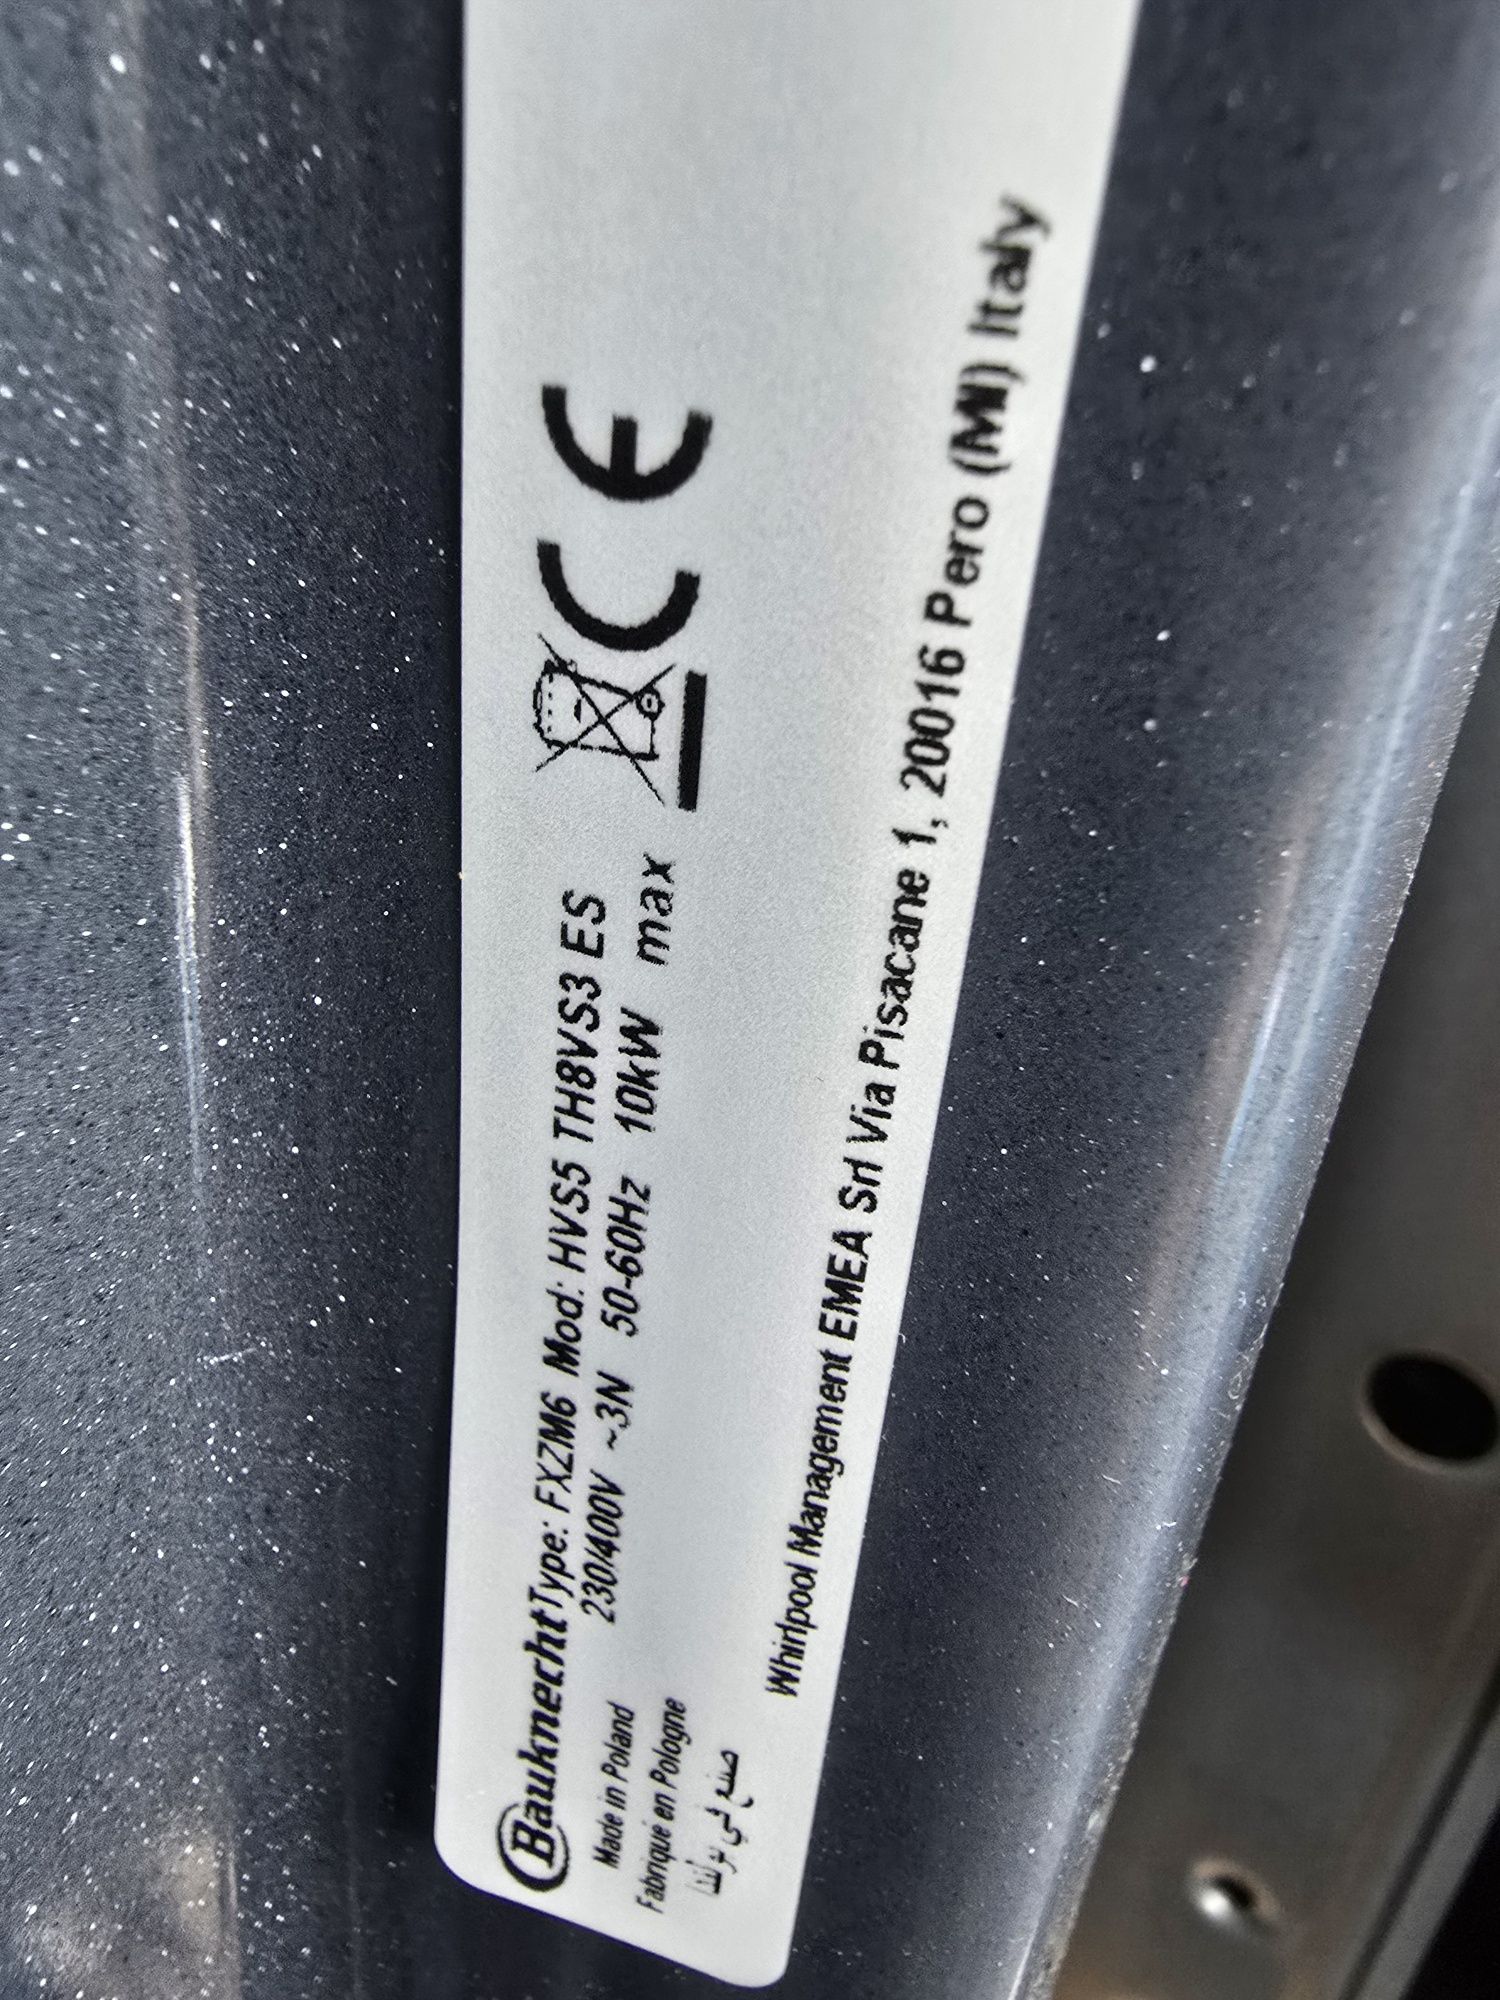 Bauknecht Type: FXZM6 Mod: HVS5 TH8VS3 ES
230/400V ~3N 50-60Hz 10kW max
Made in Poland
Fabriqué en Pologne
صنع في بولندا
CE
Whirlpool Management EMEA Srl Via Pisacane 1, 20016 Pero (MI) Italy